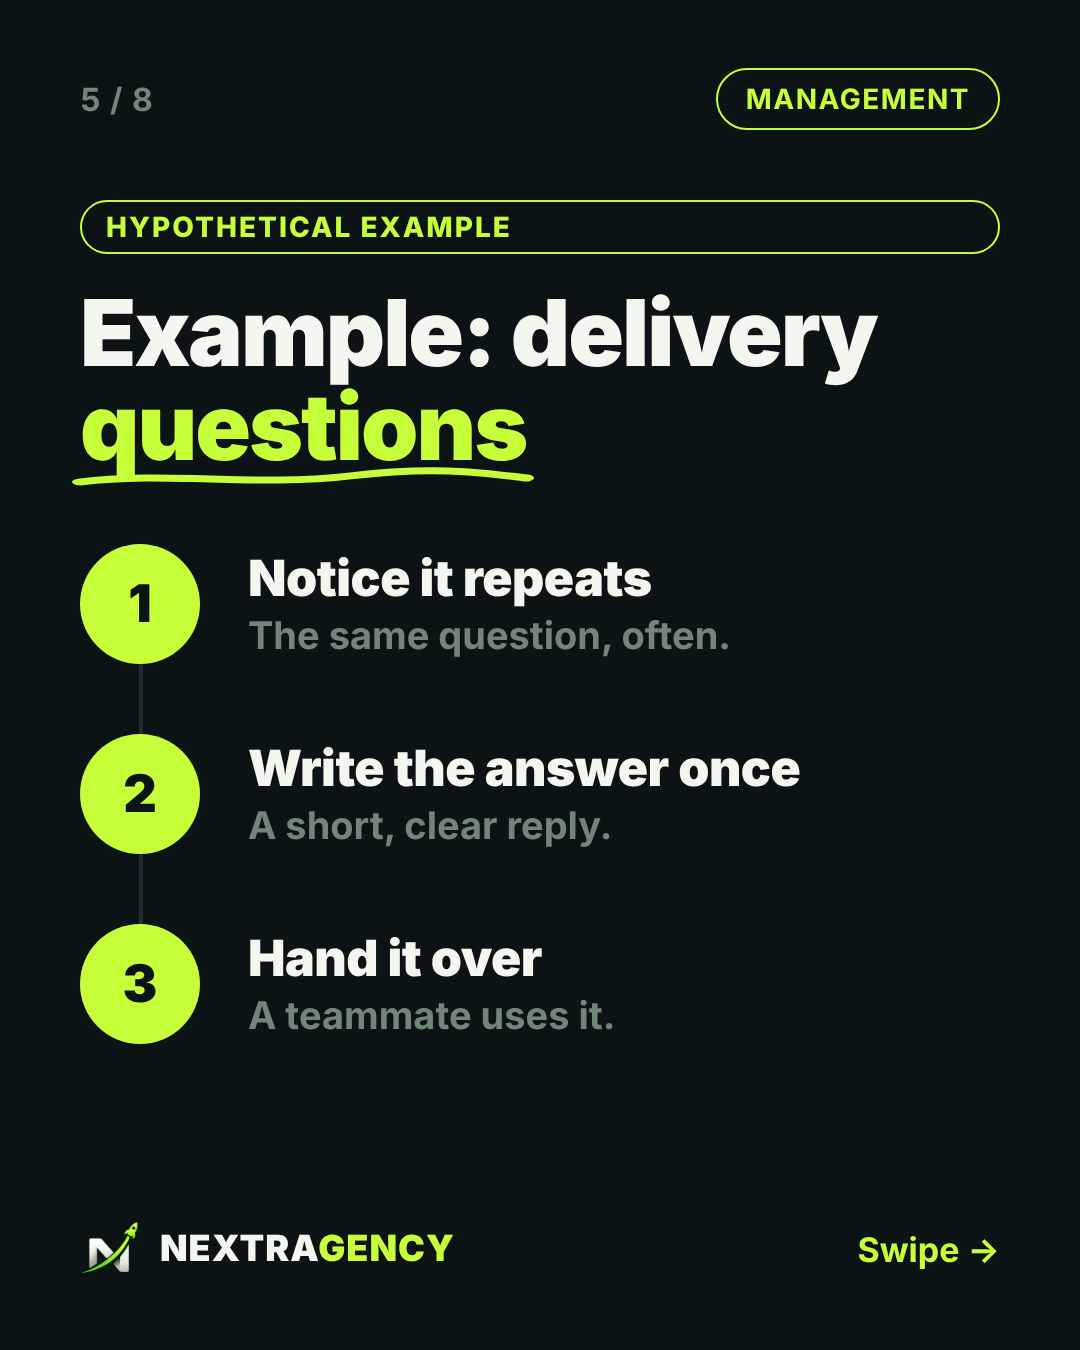 5 / 8
MANAGEMENT
HYPOTHETICAL EXAMPLE
Example: delivery
questions
1
Notice it repeats
The same question, often.
2
Write the answer once
A short, clear reply.
3
Hand it over
A teammate uses it.
NEXTRAGENCY
Swipe →